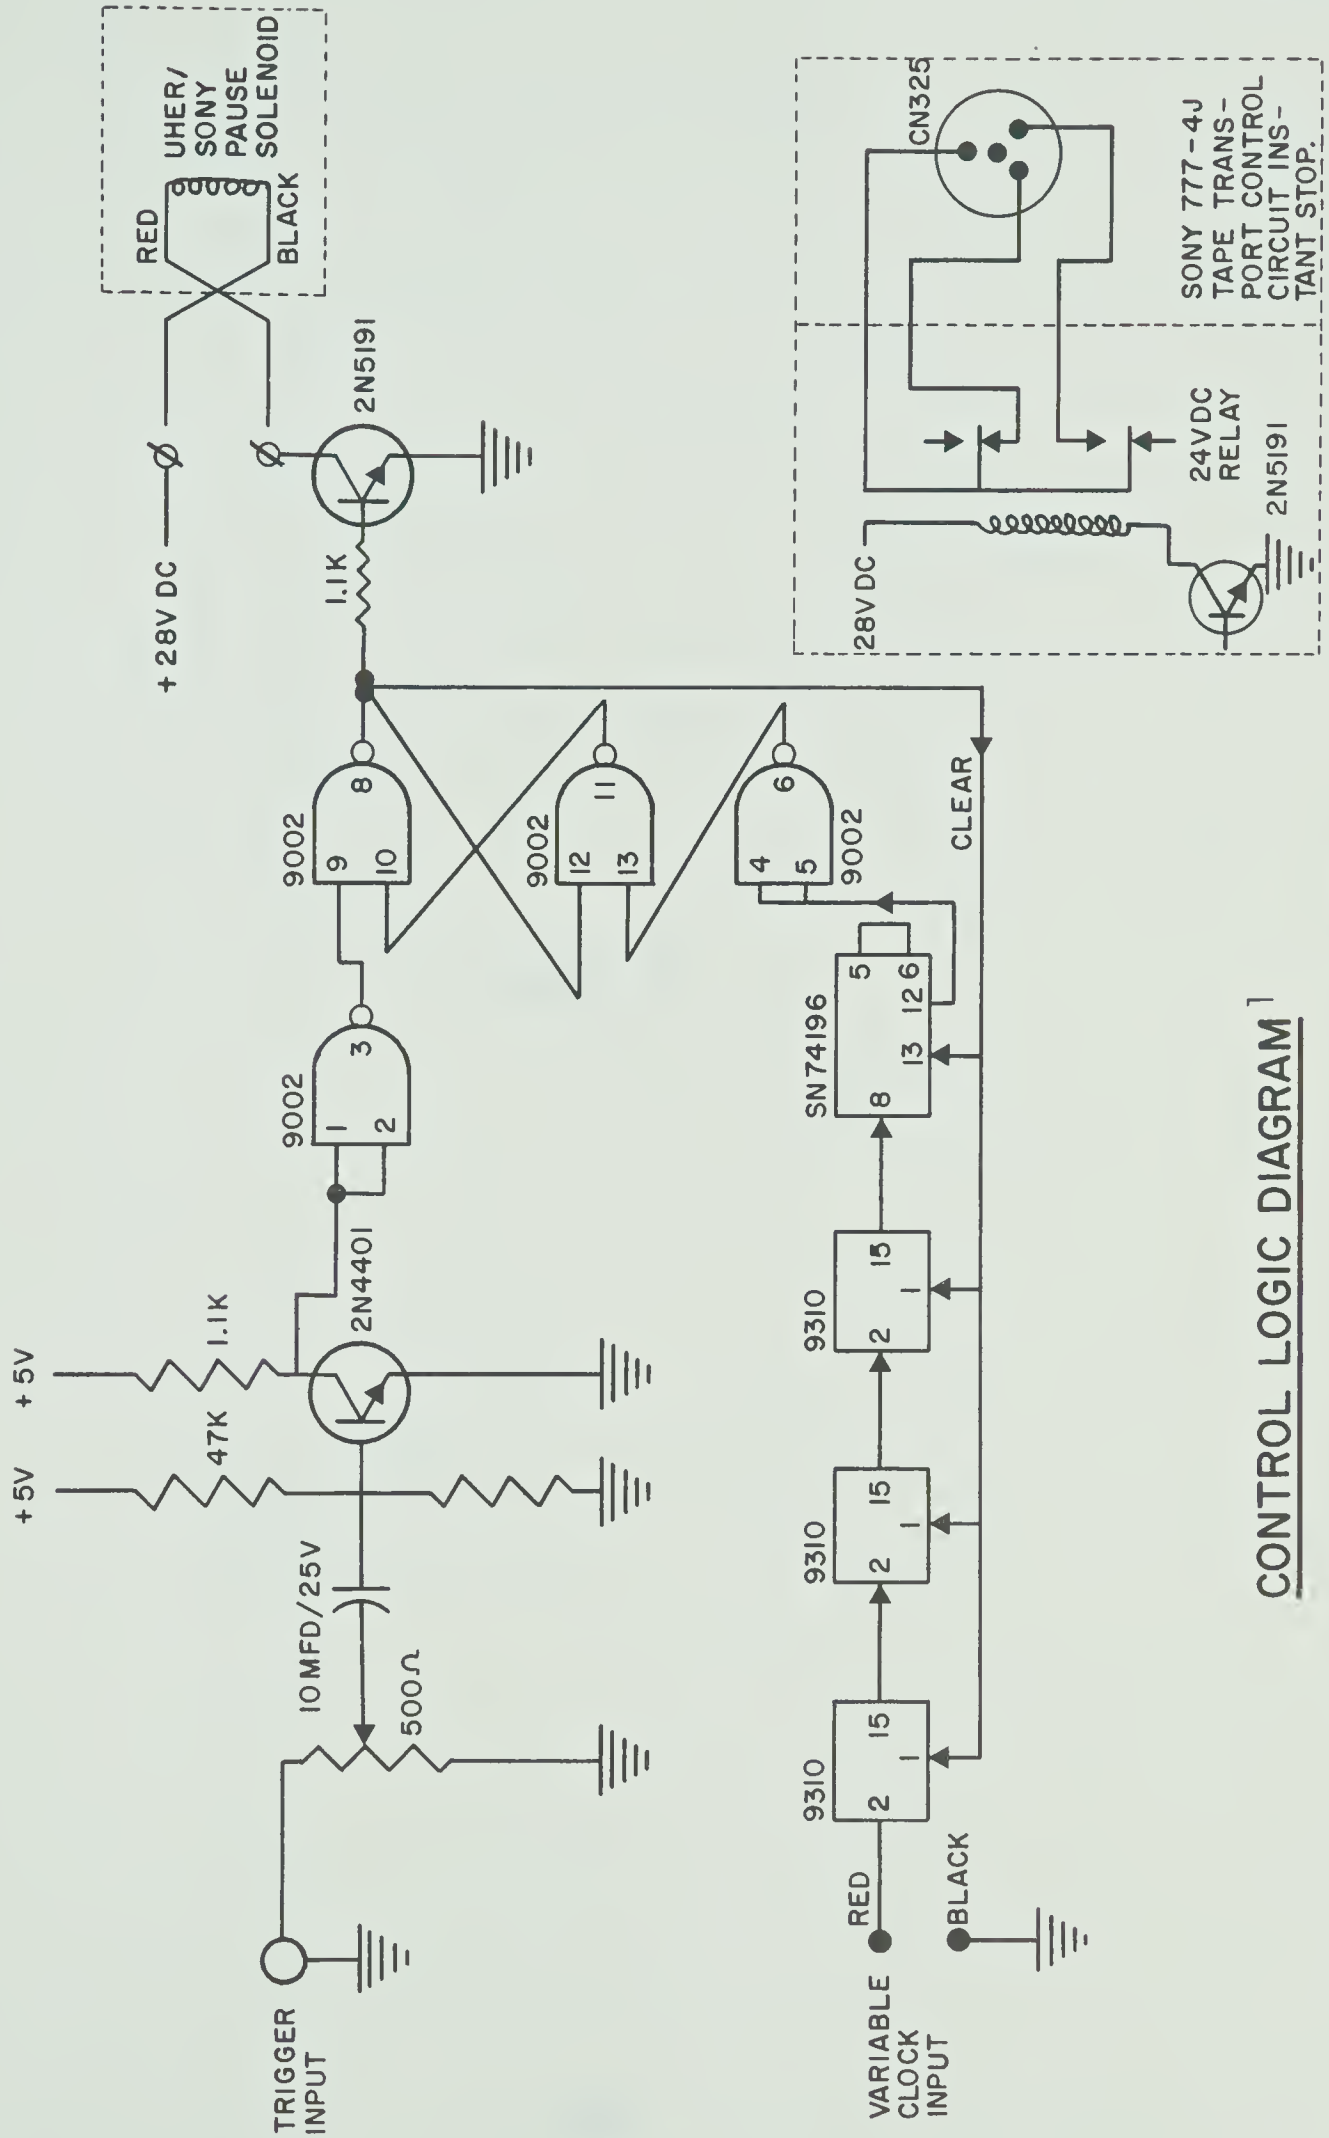 +5V
+5V
47K
1.1K
10MFD/25V
500Ω
TRIGGER
INPUT
2N4401
9002
1
2
3
9002
9
10
8
1.1K
2N5191
+28V DC
RED
BLACK
UHER/
SONY
PAUSE
SOLENOID
9002
12
13
11
9002
4
5
6
VARIABLE
CLOCK
INPUT
RED
BLACK
9310
2
15
1
9310
2
15
1
9310
2
15
1
SN74196
8
13
12
5
6
CLEAR
28V DC
24VDC
RELAY
2N5191
CN325
SONY 777-4J
TAPE TRANS-
PORT CONTROL
CIRCUIT INS-
TANT STOP.
CONTROL LOGIC DIAGRAM 1